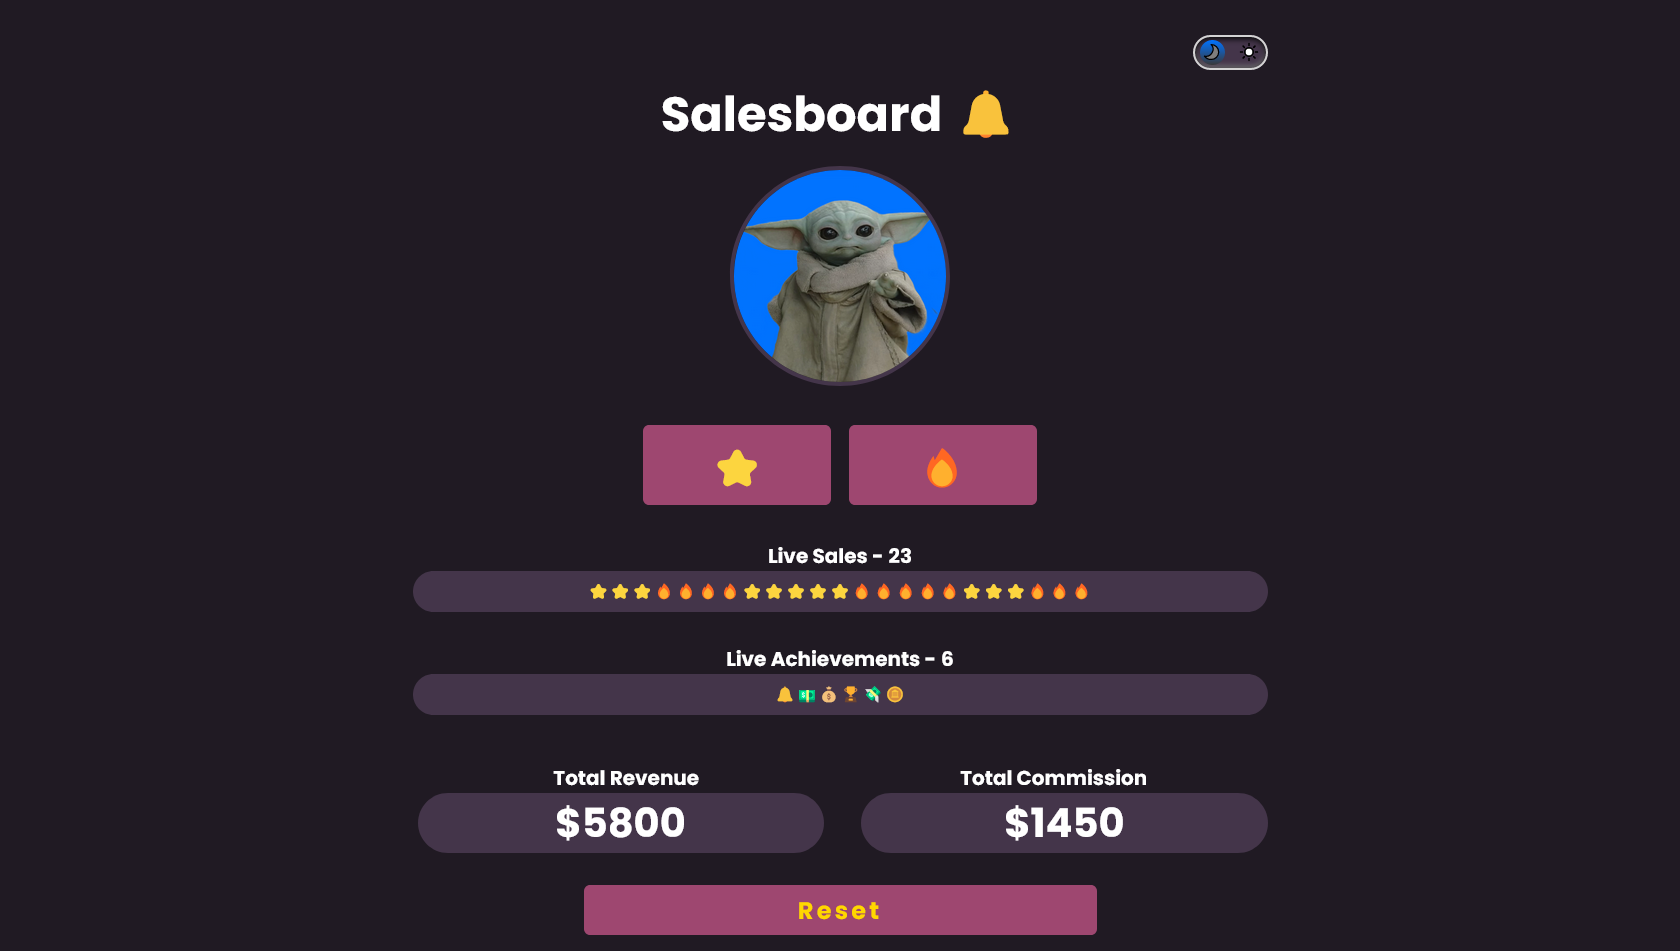 Salesboard
Live Sales - 23
Live Achievements - 6
Total Revenue
Total Commission
$5800
$1450
Reset